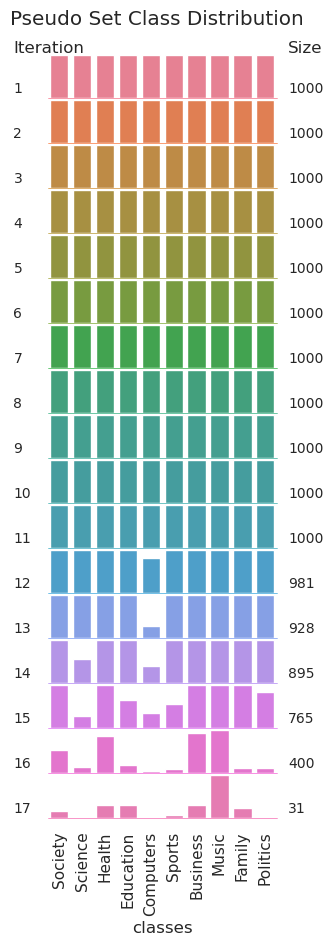 Pseudo Set Class Distribution
Iteration Size
1 1000
2 1000
3 1000
4 1000
5 1000
6 1000
7 1000
8 1000
9 1000
10 1000
11 1000
12 981
13 928
14 895
15 765
16 400
17 31
Society
Science
Health
Education
Computers
Sports
Business
Music
Family
Politics
classes